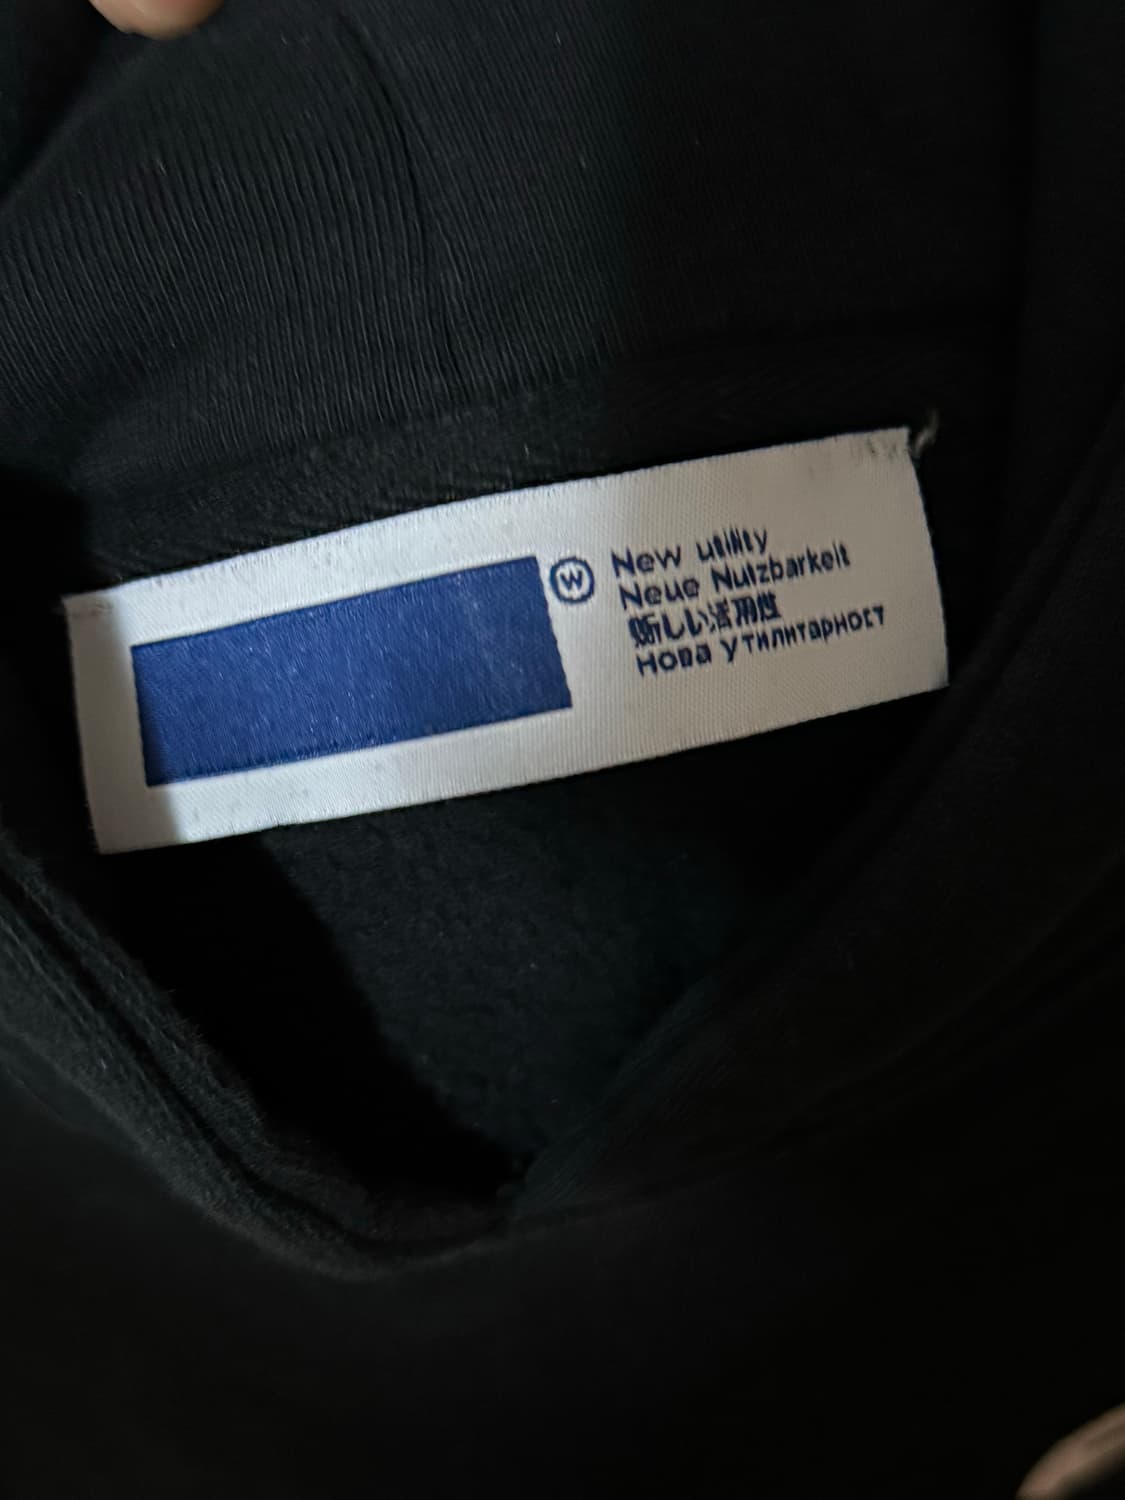 Ⓦ New utility
Neue Nutzbarkeit
新しい活用性
Нова утилитарност